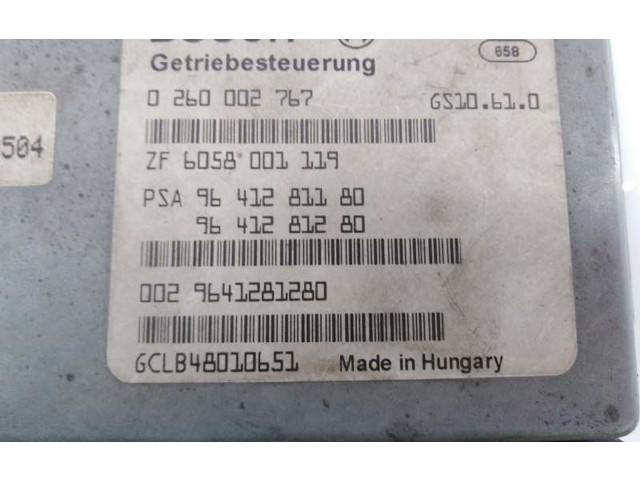 Getriebesteuerung
658
0 260 002 767
GS10.61.0
504
ZF 6058 001 119
PSA 96 412 811 80
96 412 812 80
002 9641281280
GCLB48010651
Made in Hungary